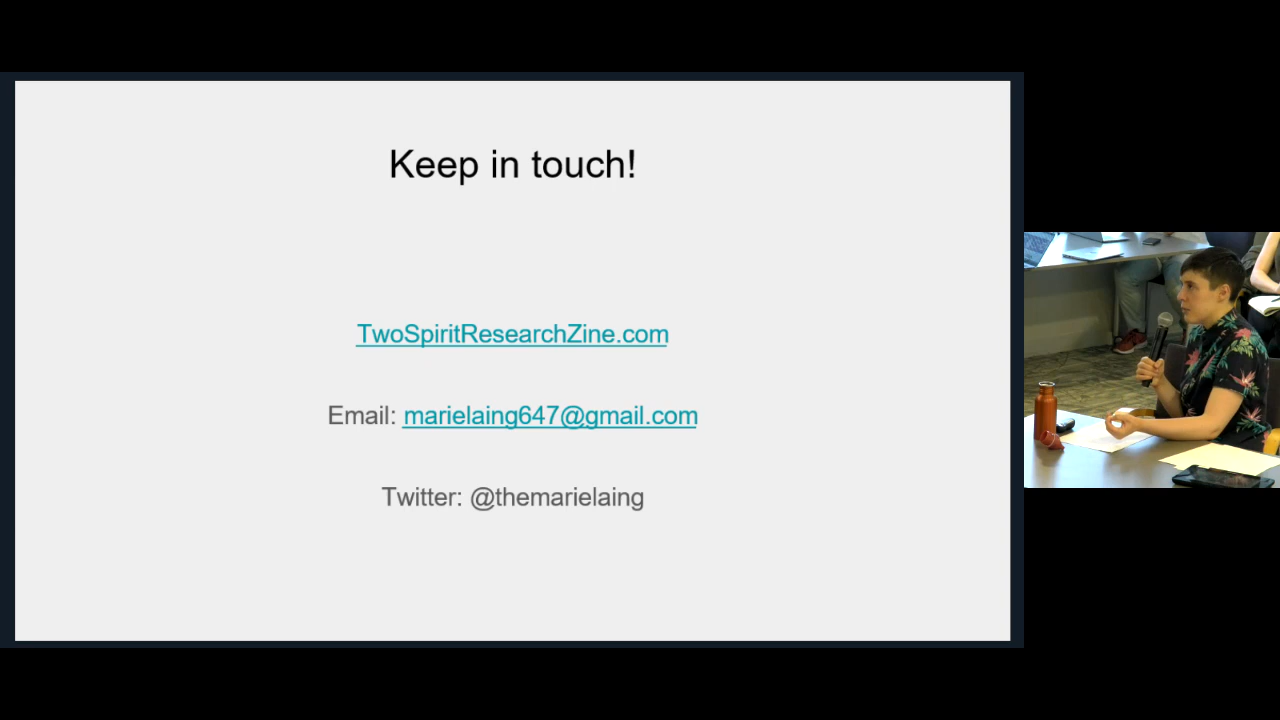 Keep in touch!
TwoSpiritResearchZine.com
Email: marielaing647@gmail.com
Twitter: @themarielaing